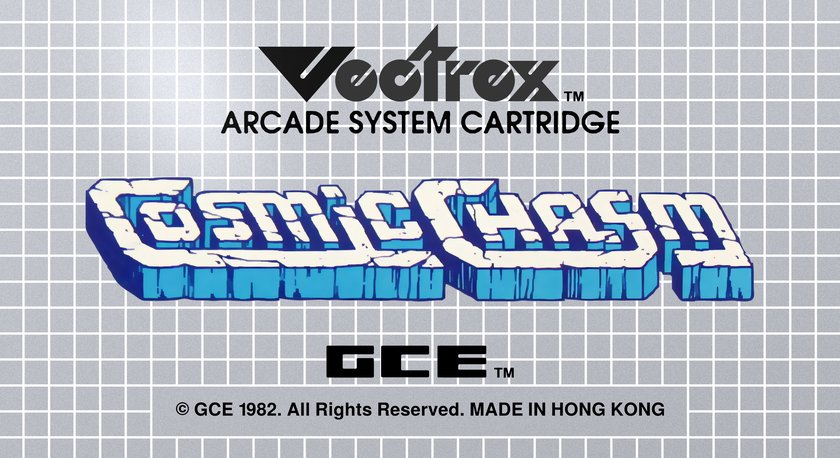 Vectrex™
ARCADE SYSTEM CARTRIDGE
COSMIC CHASM
GCE™
© GCE 1982. All Rights Reserved. MADE IN HONG KONG